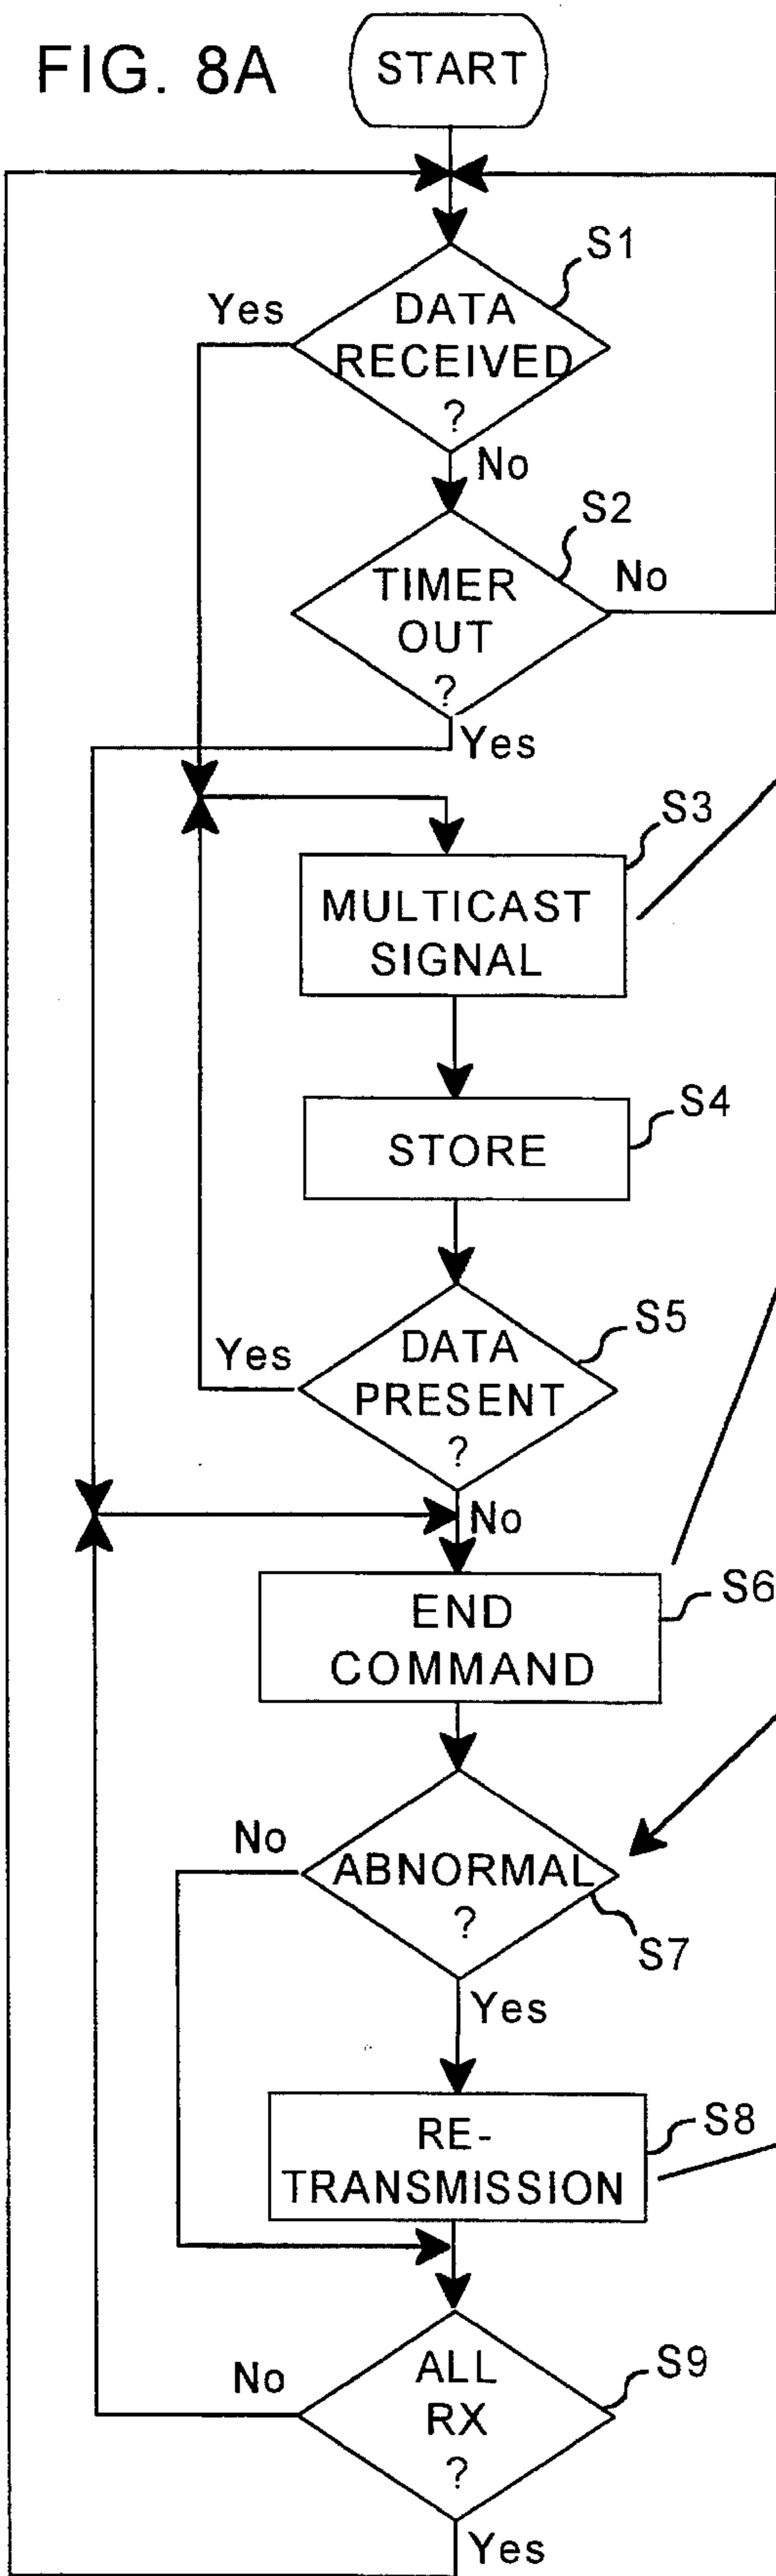 FIG. 8A
START
S1
Yes
DATA
RECEIVED
?
No
S2
TIMER
OUT
?
No
Yes
S3
MULTICAST
SIGNAL
S4
STORE
S5
Yes
DATA
PRESENT
?
No
S6
END
COMMAND
No
ABNORMAL
?
S7
Yes
S8
RE-
TRANSMISSION
S9
No
ALL
RX
?
Yes